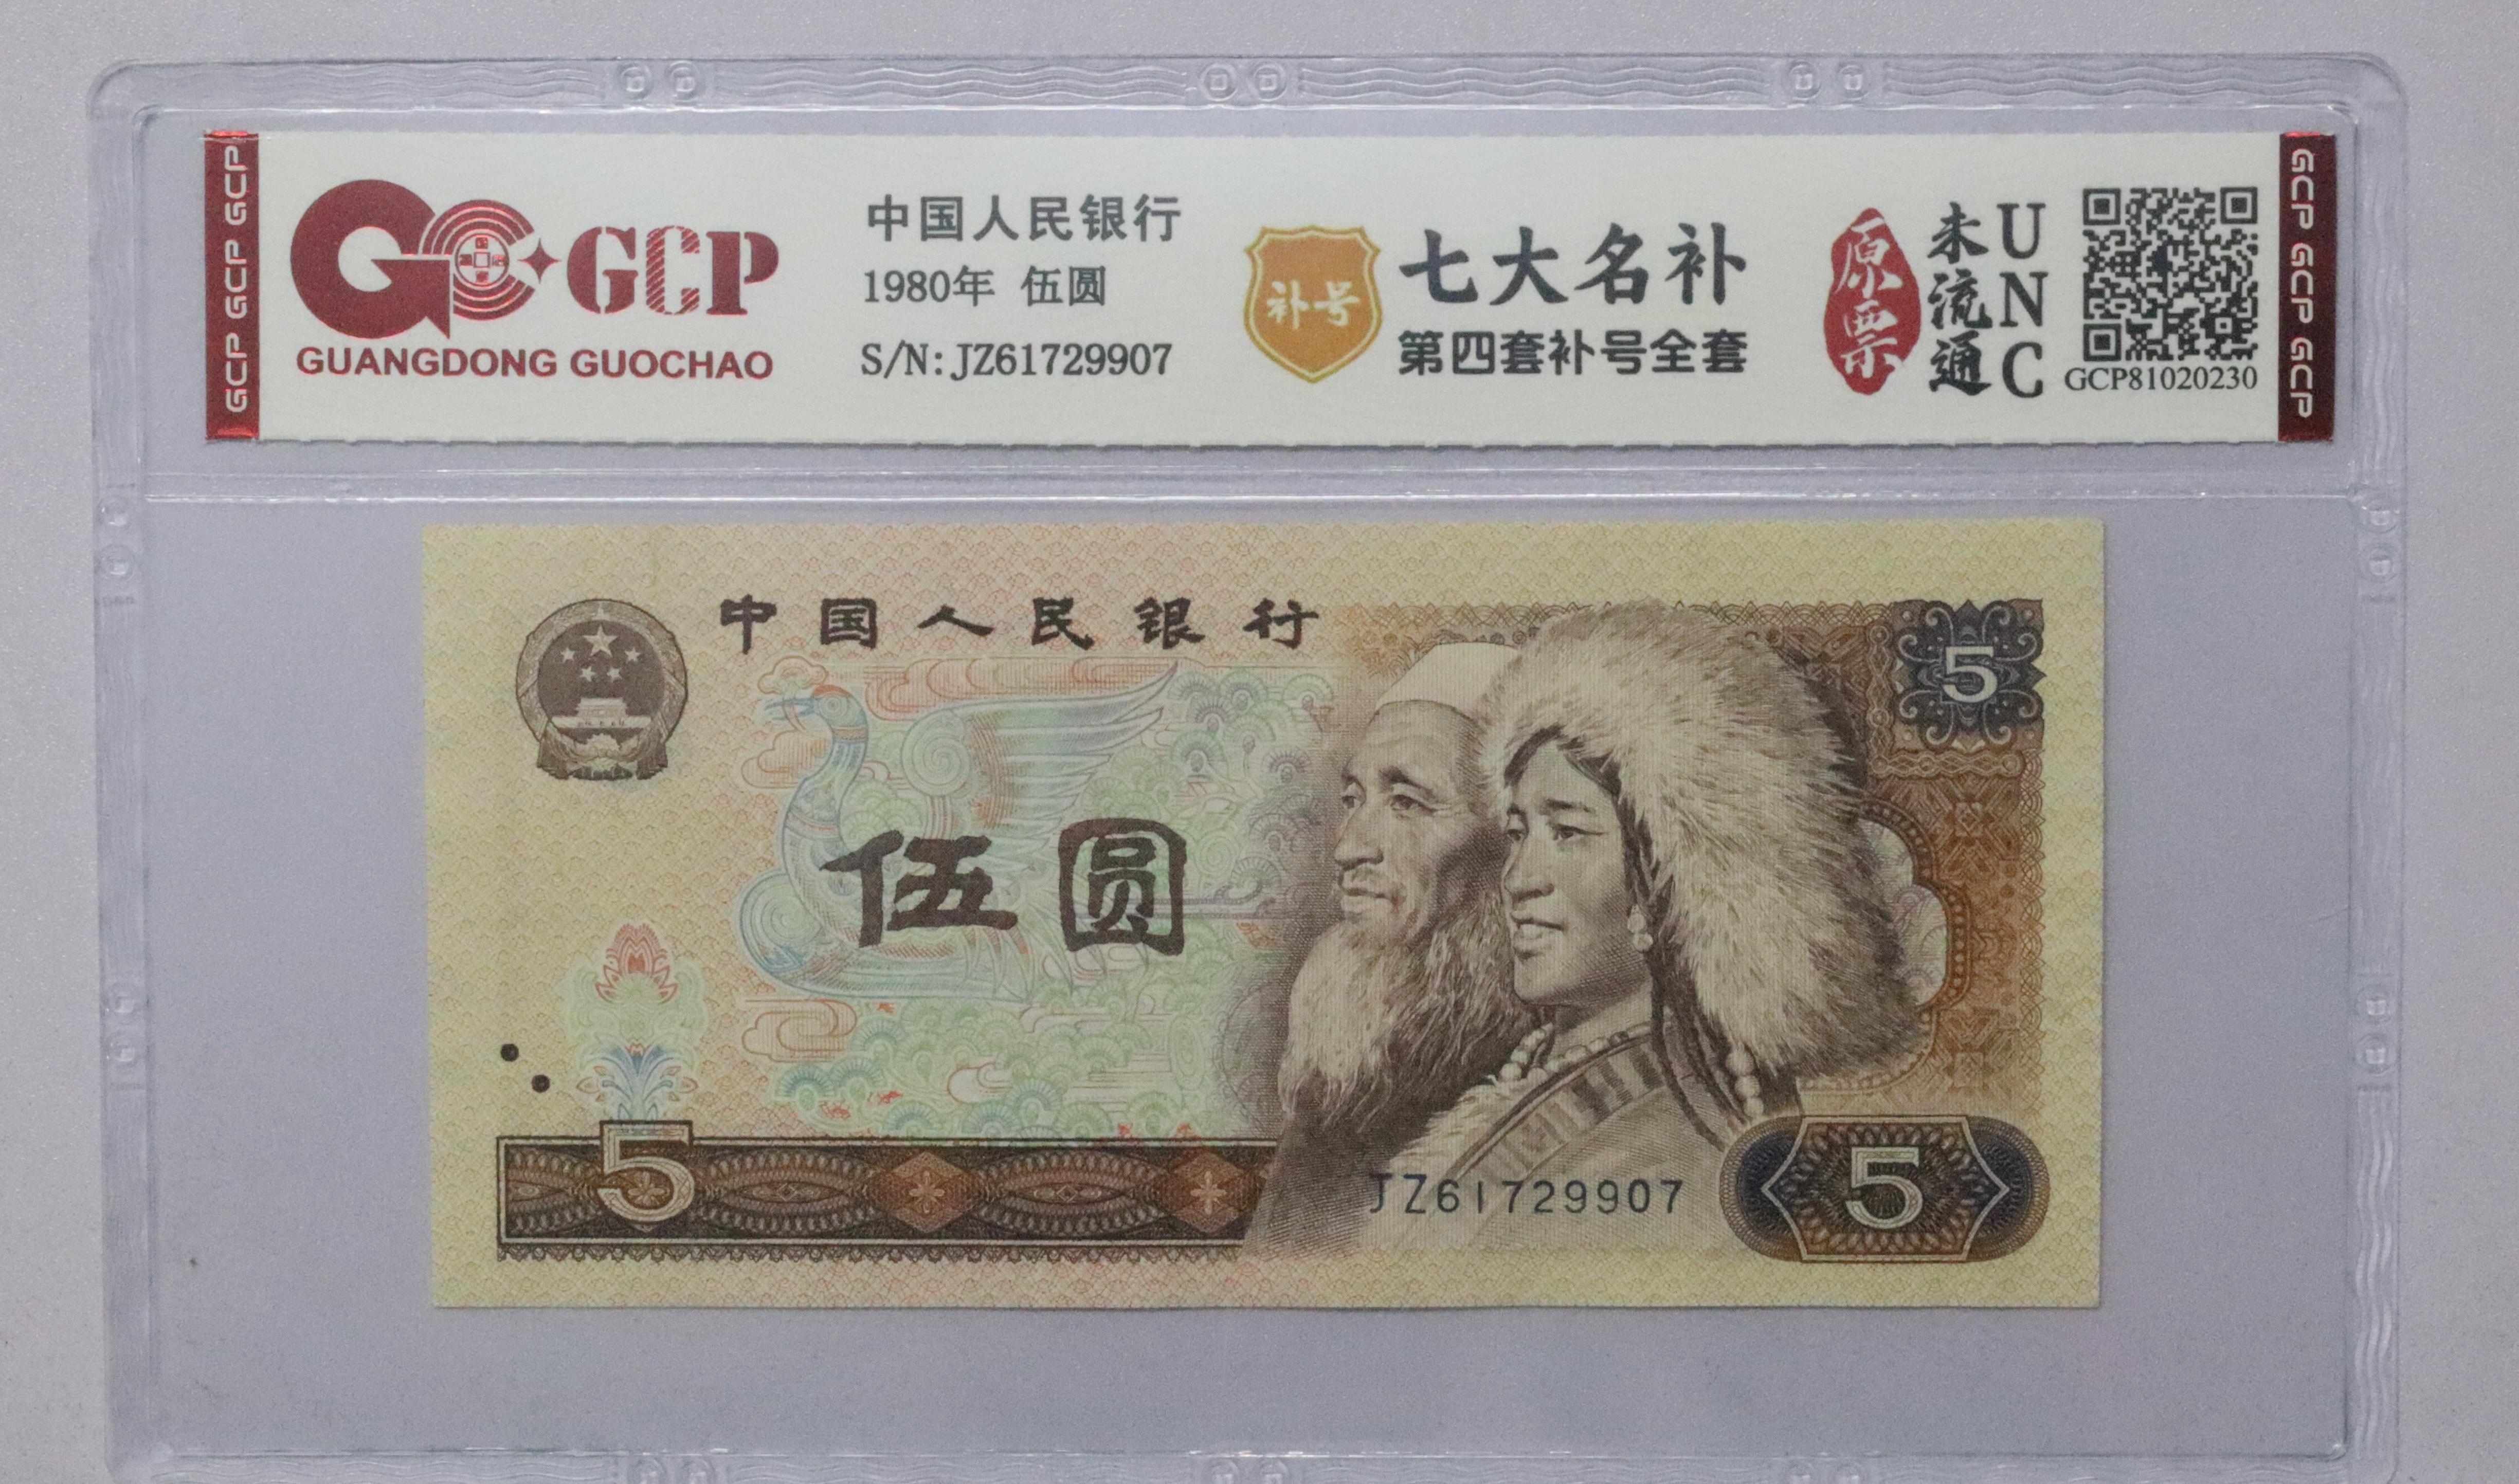 GCP GCP GCP
GCP
GUANGDONG GUOCHAO
中国人民银行
1980年 伍圆
S/N:JZ61729907
补号
七大名补
第四套补号全套
原票
未流通
UNC
GCP81020230
GCP GCP GCP
中国人民银行
5
伍圆
5
JZ61729907
5